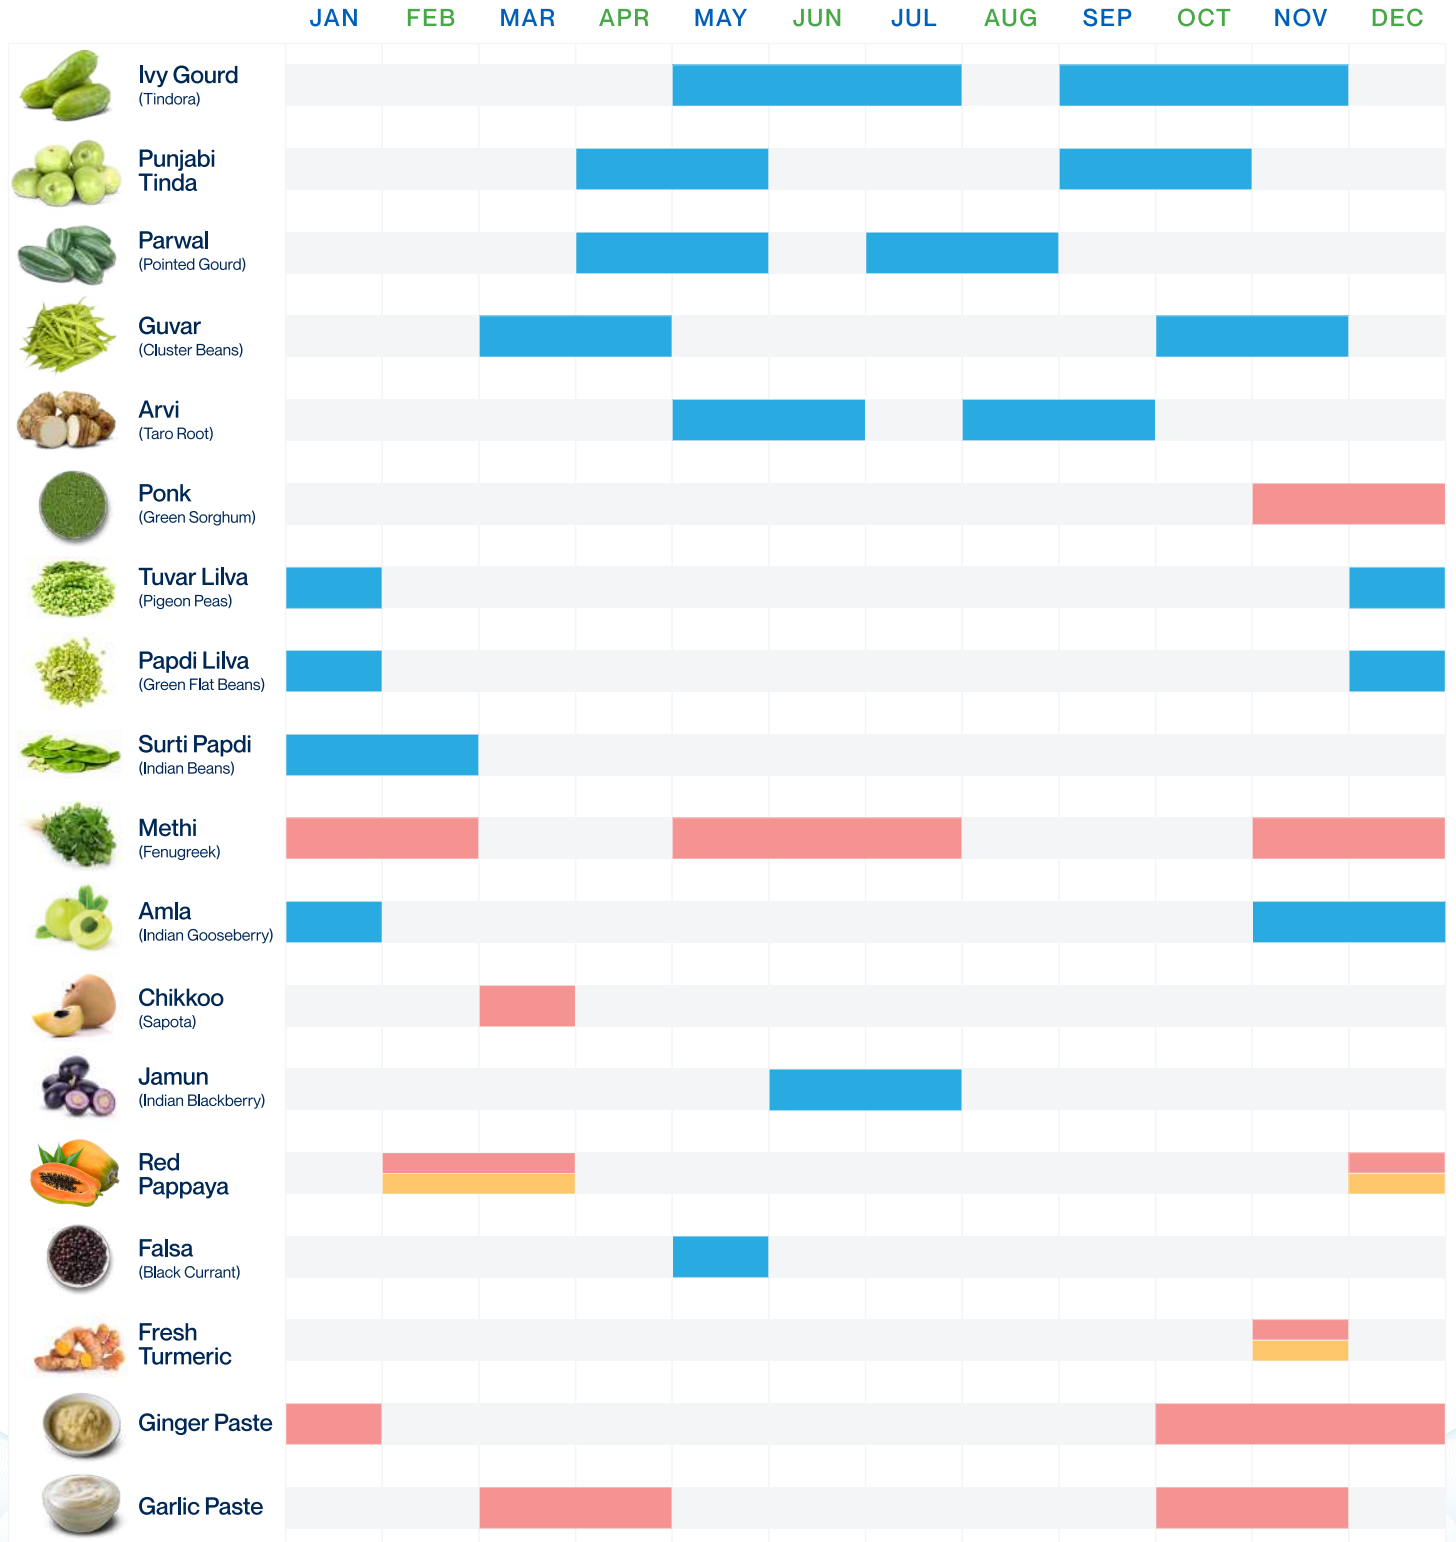 JAN FEB MAR APR MAY JUN JUL AUG SEP OCT NOV DEC
Ivy Gourd
(Tindora)
Punjabi
Tinda
Parwal
(Pointed Gourd)
Guvar
(Cluster Beans)
Arvi
(Taro Root)
Ponk
(Green Sorghum)
Tuvar Lilva
(Pigeon Peas)
Papdi Lilva
(Green Flat Beans)
Surti Papdi
(Indian Beans)
Methi
(Fenugreek)
Amla
(Indian Gooseberry)
Chikkoo
(Sapota)
Jamun
(Indian Blackberry)
Red
Pappaya
Falsa
(Black Currant)
Fresh
Turmeric
Ginger Paste
Garlic Paste